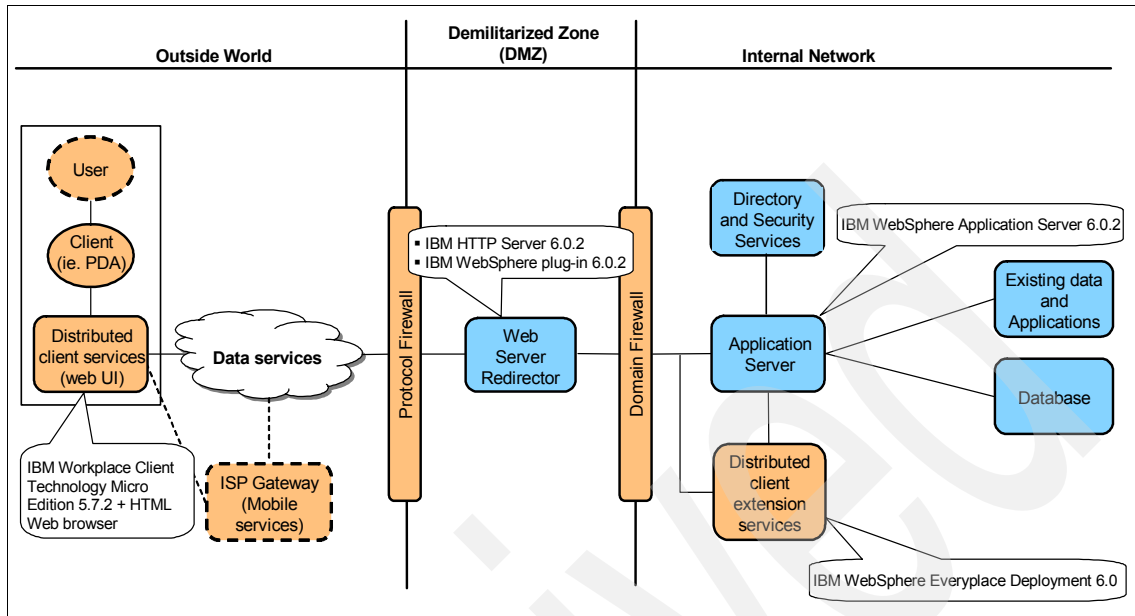 Outside World
Demilitarized Zone
(DMZ)
Internal Network
User
Client
(ie. PDA)
Distributed
client services
(web UI)
Data services
IBM Workplace Client
Technology Micro
Edition 5.7.2 + HTML
Web browser
ISP Gateway
(Mobile
services)
Protocol Firewall
▪ IBM HTTP Server 6.0.2
▪ IBM WebSphere plug-in 6.0.2
Web
Server
Redirector
Domain Firewall
Directory
and Security
Services
IBM WebSphere Application Server 6.0.2
Existing data
and
Applications
Application
Server
Database
Distributed
client
extension
services
IBM WebSphere Everyplace Deployment 6.0